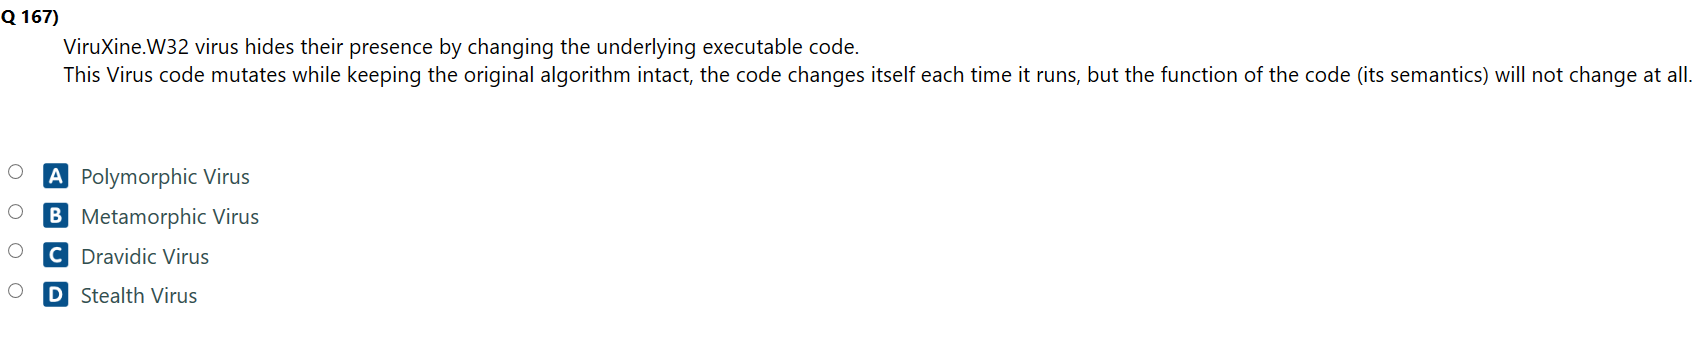 Q 167)
ViruXine.W32 virus hides their presence by changing the underlying executable code.
This Virus code mutates while keeping the original algorithm intact, the code changes itself each time it runs, but the function of the code (its semantics) will not change at all.
A Polymorphic Virus
B Metamorphic Virus
C Dravidic Virus
D Stealth Virus